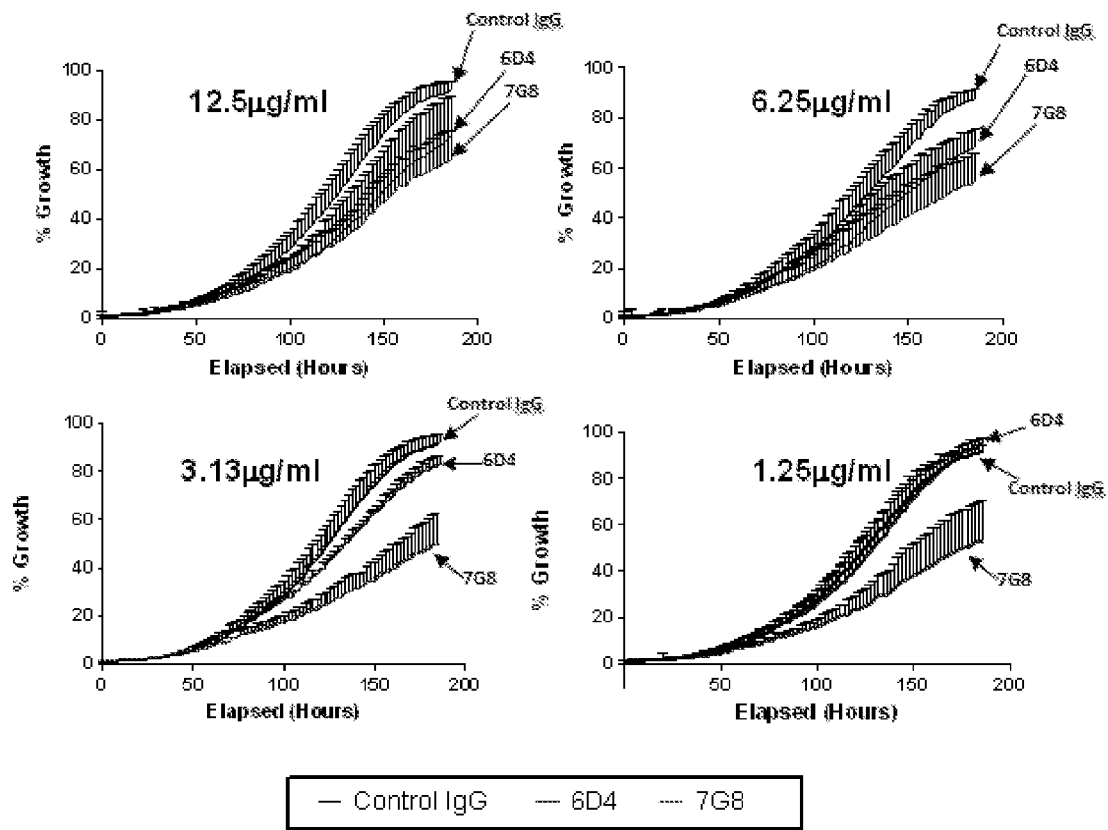 Control IgG
6D4
7G8
12.5µg/ml
100
80
60
40
20
0
% Growth
0 50 100 150 200
Elapsed (Hours)
Control IgG
6D4
7G8
6.25µg/ml
100
80
60
40
20
0
% Growth
0 50 100 150 200
Elapsed (Hours)
Control IgG
6D4
7G8
3.13µg/ml
100
80
60
40
20
0
% Growth
0 50 100 150 200
Elapsed (Hours)
6D4
Control IgG
7G8
1.25µg/ml
100
80
60
40
20
0
% Growth
50 100 150 200
Elapsed (Hours)
Control IgG 6D4 7G8